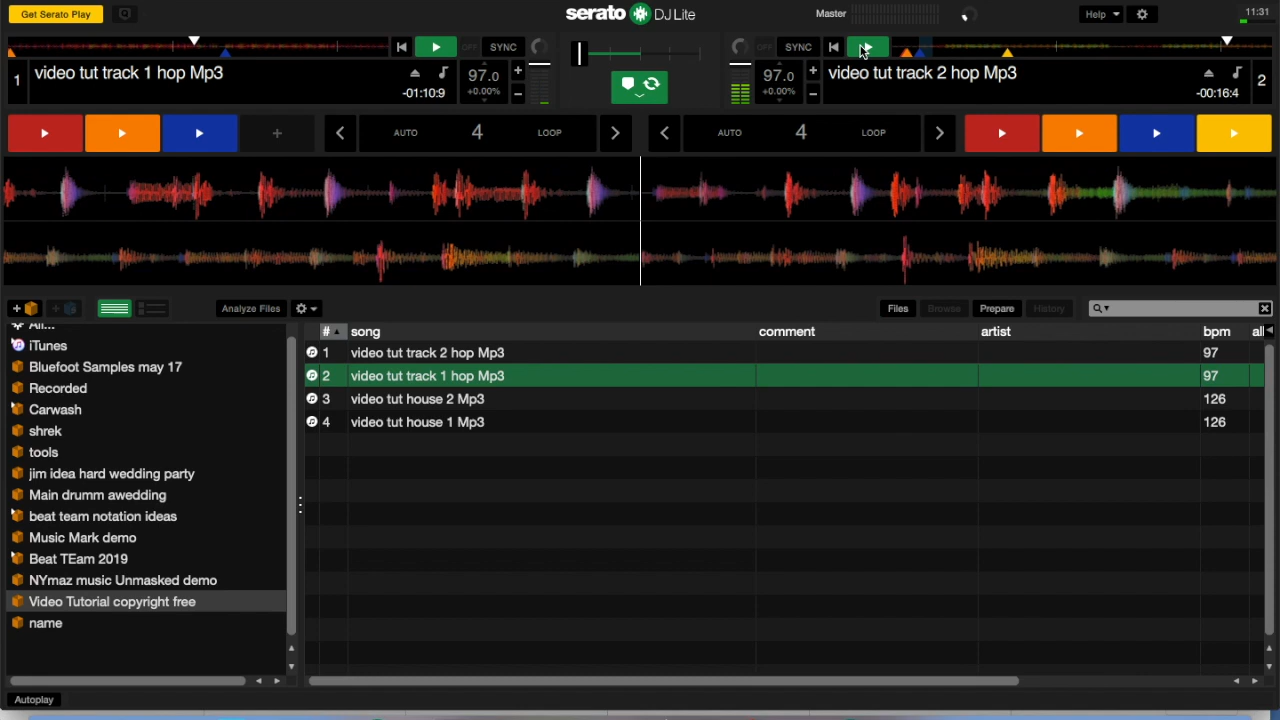 Get Serato Play
serato DJ Lite
Master
Help
11:31
SYNC
OFF SYNC
1 video tut track 1 hop Mp3
-01:10:9
97.0
+0.00%
97.0
+0.00%
video tut track 2 hop Mp3
-00:16:4
2
AUTO 4 LOOP
AUTO 4 LOOP
Analyze Files
Files Browse Prepare History
# song comment artist bpm al
All...
iTunes
Bluefoot Samples may 17
Recorded
Carwash
shrek
tools
jim idea hard wedding party
Main drumm awedding
beat team notation ideas
Music Mark demo
Beat TEam 2019
NYmaz music Unmasked demo
Video Tutorial copyright free
name
1 video tut track 2 hop Mp3 97
2 video tut track 1 hop Mp3 97
3 video tut house 2 Mp3 126
4 video tut house 1 Mp3 126
Autoplay